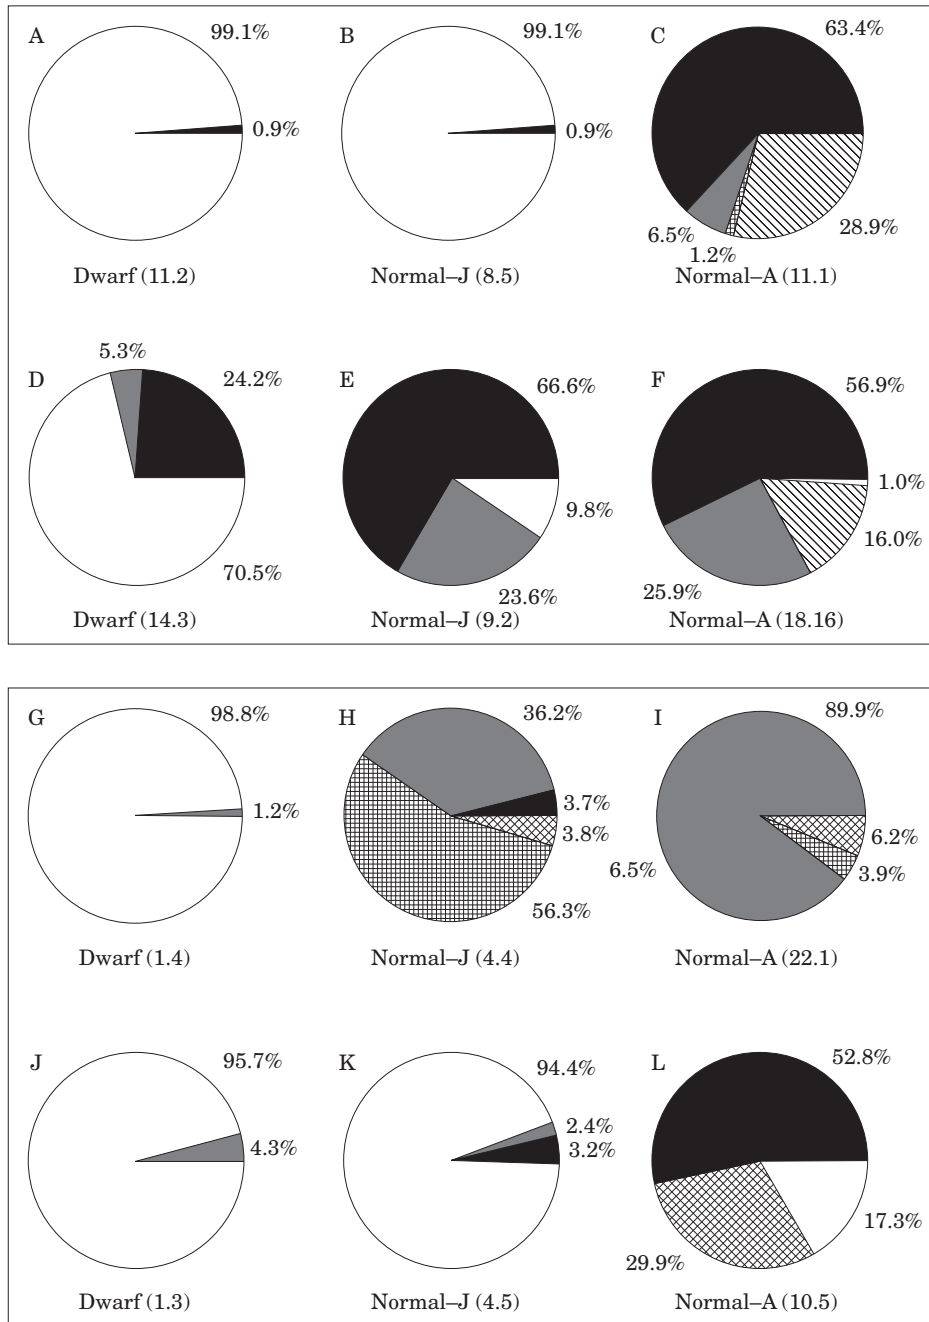 A 99.1%
0.9%
Dwarf (11.2)
B 99.1%
0.9%
Normal–J (8.5)
C 63.4%
6.5%
1.2%
28.9%
Normal–A (11.1)
D 5.3%
24.2%
70.5%
Dwarf (14.3)
E 66.6%
9.8%
23.6%
Normal–J (9.2)
F 56.9%
1.0%
16.0%
25.9%
Normal–A (18.16)
G 98.8%
1.2%
Dwarf (1.4)
H 36.2%
3.7%
3.8%
56.3%
Normal–J (4.4)
I 89.9%
6.2%
6.5%
3.9%
Normal–A (22.1)
J 95.7%
4.3%
Dwarf (1.3)
K 94.4%
2.4%
3.2%
Normal–J (4.5)
L 52.8%
17.3%
29.9%
Normal–A (10.5)